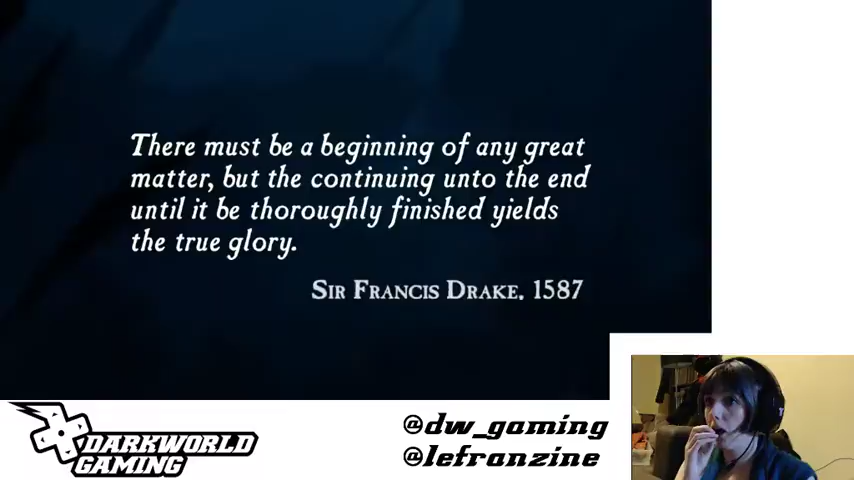 There must be a beginning of any great
matter, but the continuing unto the end
until it be thoroughly finished yields
the true glory.
Sir Francis Drake, 1587
DARKWORLD
GAMING
@dw_gaming
@lefranzine